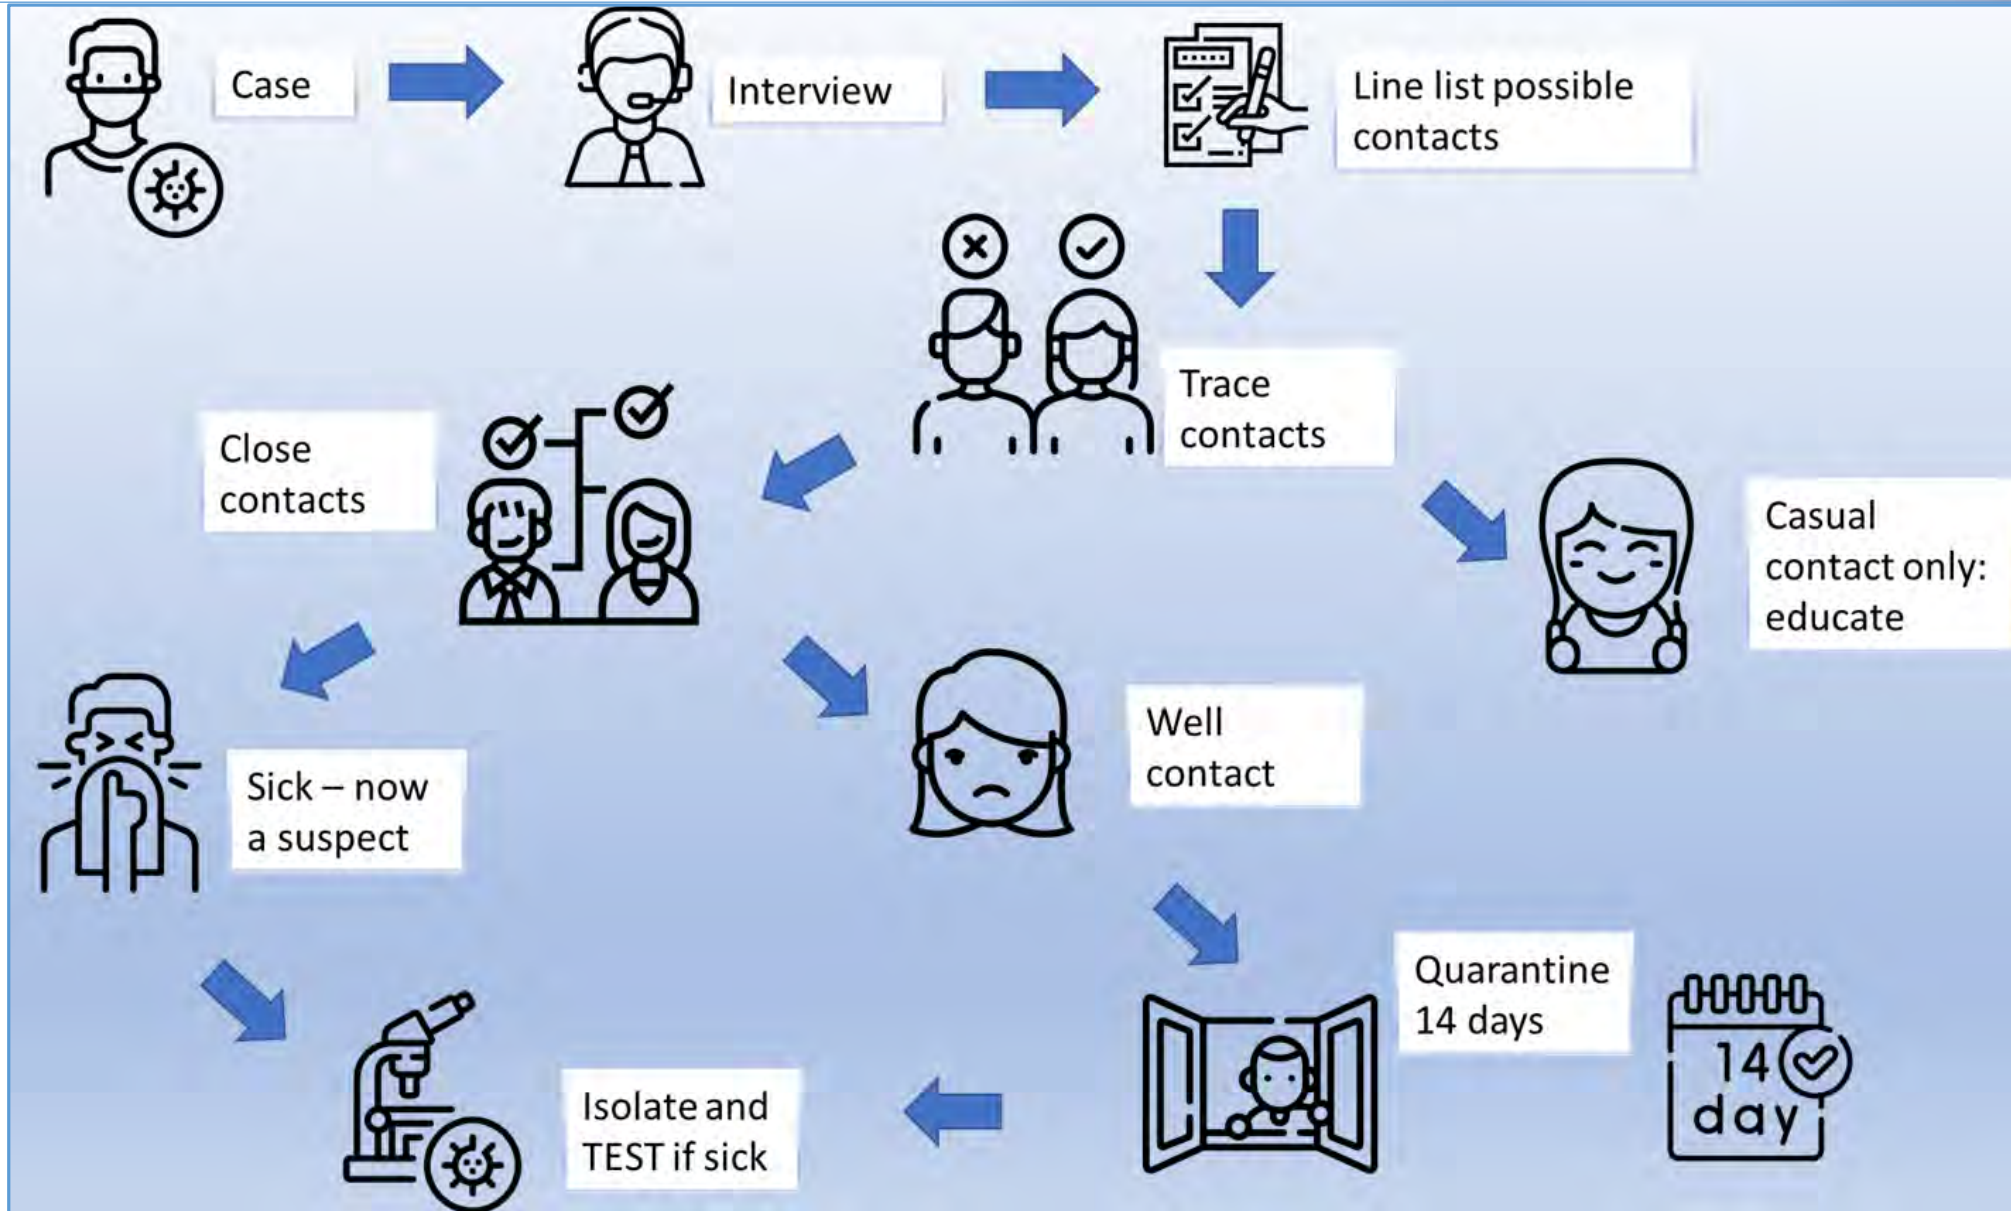 Case
Interview
Line list possible
contacts
Trace
contacts
Close
contacts
Casual
contact only:
educate
Well
contact
Sick – now
a suspect
Quarantine
14 days
14
day
Isolate and
TEST if sick